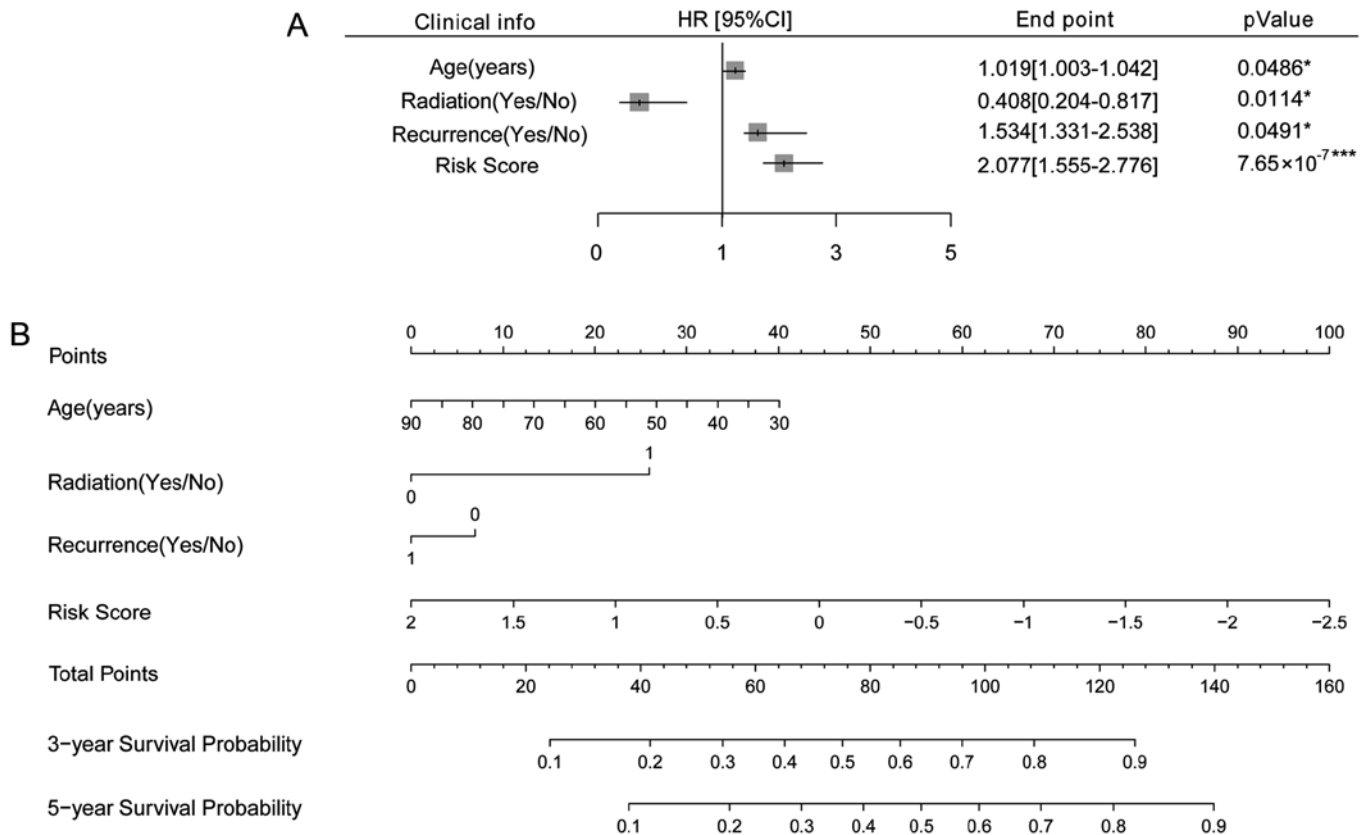 A
Clinical info HR [95%CI] End point pValue
Age(years) 1.019[1.003-1.042] 0.0486*
Radiation(Yes/No) 0.408[0.204-0.817] 0.0114*
Recurrence(Yes/No) 1.534[1.331-2.538] 0.0491*
Risk Score 2.077[1.555-2.776] 7.65×10⁻⁷***
0 1 3 5
B
0 10 20 30 40 50 60 70 80 90 100
Points
Age(years)
90 80 70 60 50 40 30
1
Radiation(Yes/No)
0
0
Recurrence(Yes/No)
1
Risk Score
2 1.5 1 0.5 0 −0.5 −1 −1.5 −2 −2.5
Total Points
0 20 40 60 80 100 120 140 160
3−year Survival Probability
0.1 0.2 0.3 0.4 0.5 0.6 0.7 0.8 0.9
5−year Survival Probability
0.1 0.2 0.3 0.4 0.5 0.6 0.7 0.8 0.9